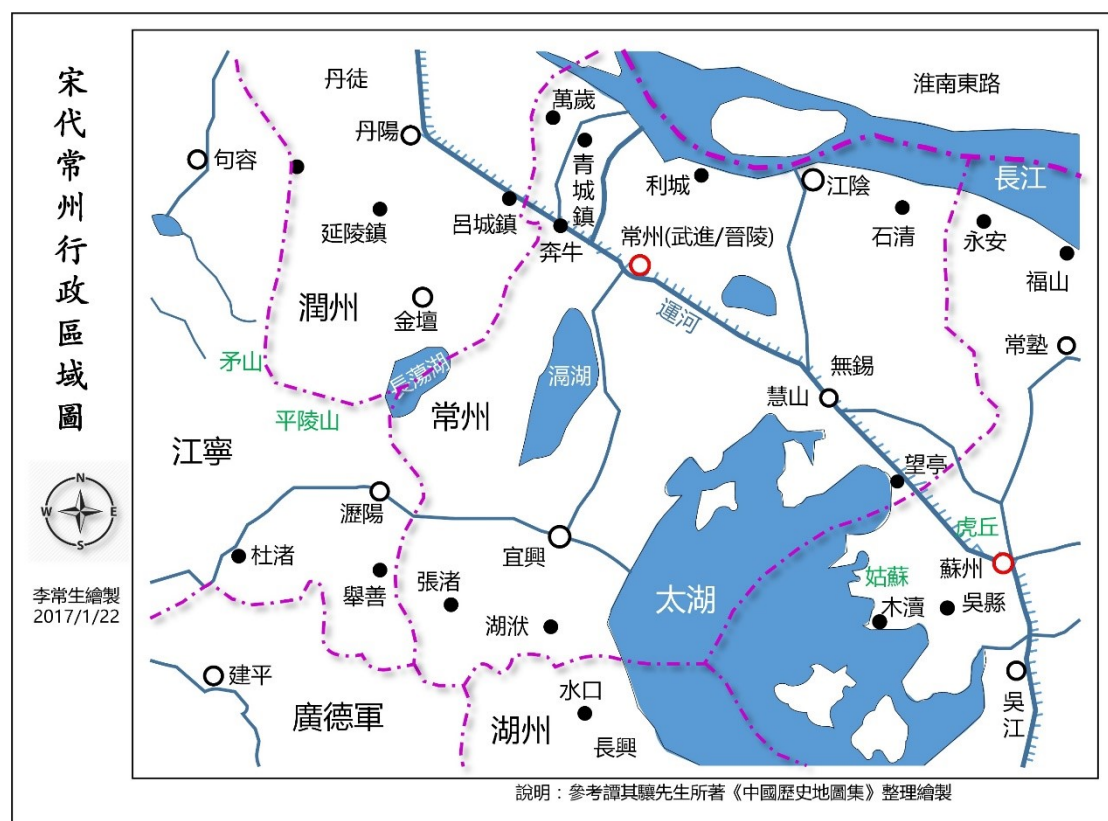 宋代常州行政區域圖
N
W
E
S
李常生繪製
2017/1/22
丹徒
淮南東路
萬歲
丹陽
句容
青城鎮
利城
江陰
長江
延陵鎮
呂城鎮
石清
永安
奔牛
常州(武進/晉陵)
福山
潤州
金壇
運河
常塾
矛山
長蕩湖
滆湖
無錫
慧山
平陵山
常州
江寧
望亭
瀝陽
虎丘
宜興
蘇州
杜渚
舉善
張渚
太湖
姑蘇
吳縣
木瀆
湖㳇
建平
水口
吳江
廣德軍
湖州
長興
說明：參考譚其驤先生所著《中國歷史地圖集》整理繪製